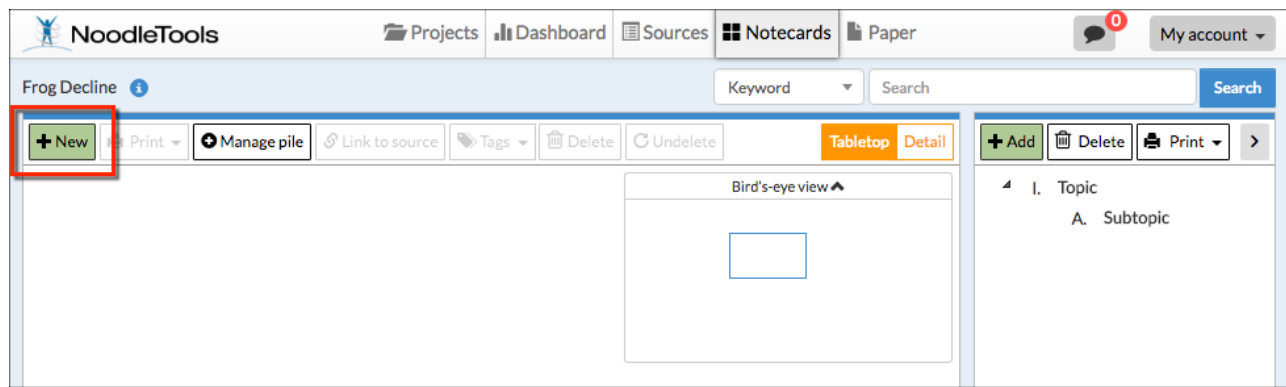 NoodleTools Projects Dashboard Sources Notecards Paper 0 My account
Frog Decline Keyword Search Search
New Print Manage pile Link to source Tags Delete Undelete Tabletop Detail Add Delete Print
Bird's-eye view
I. Topic
A. Subtopic